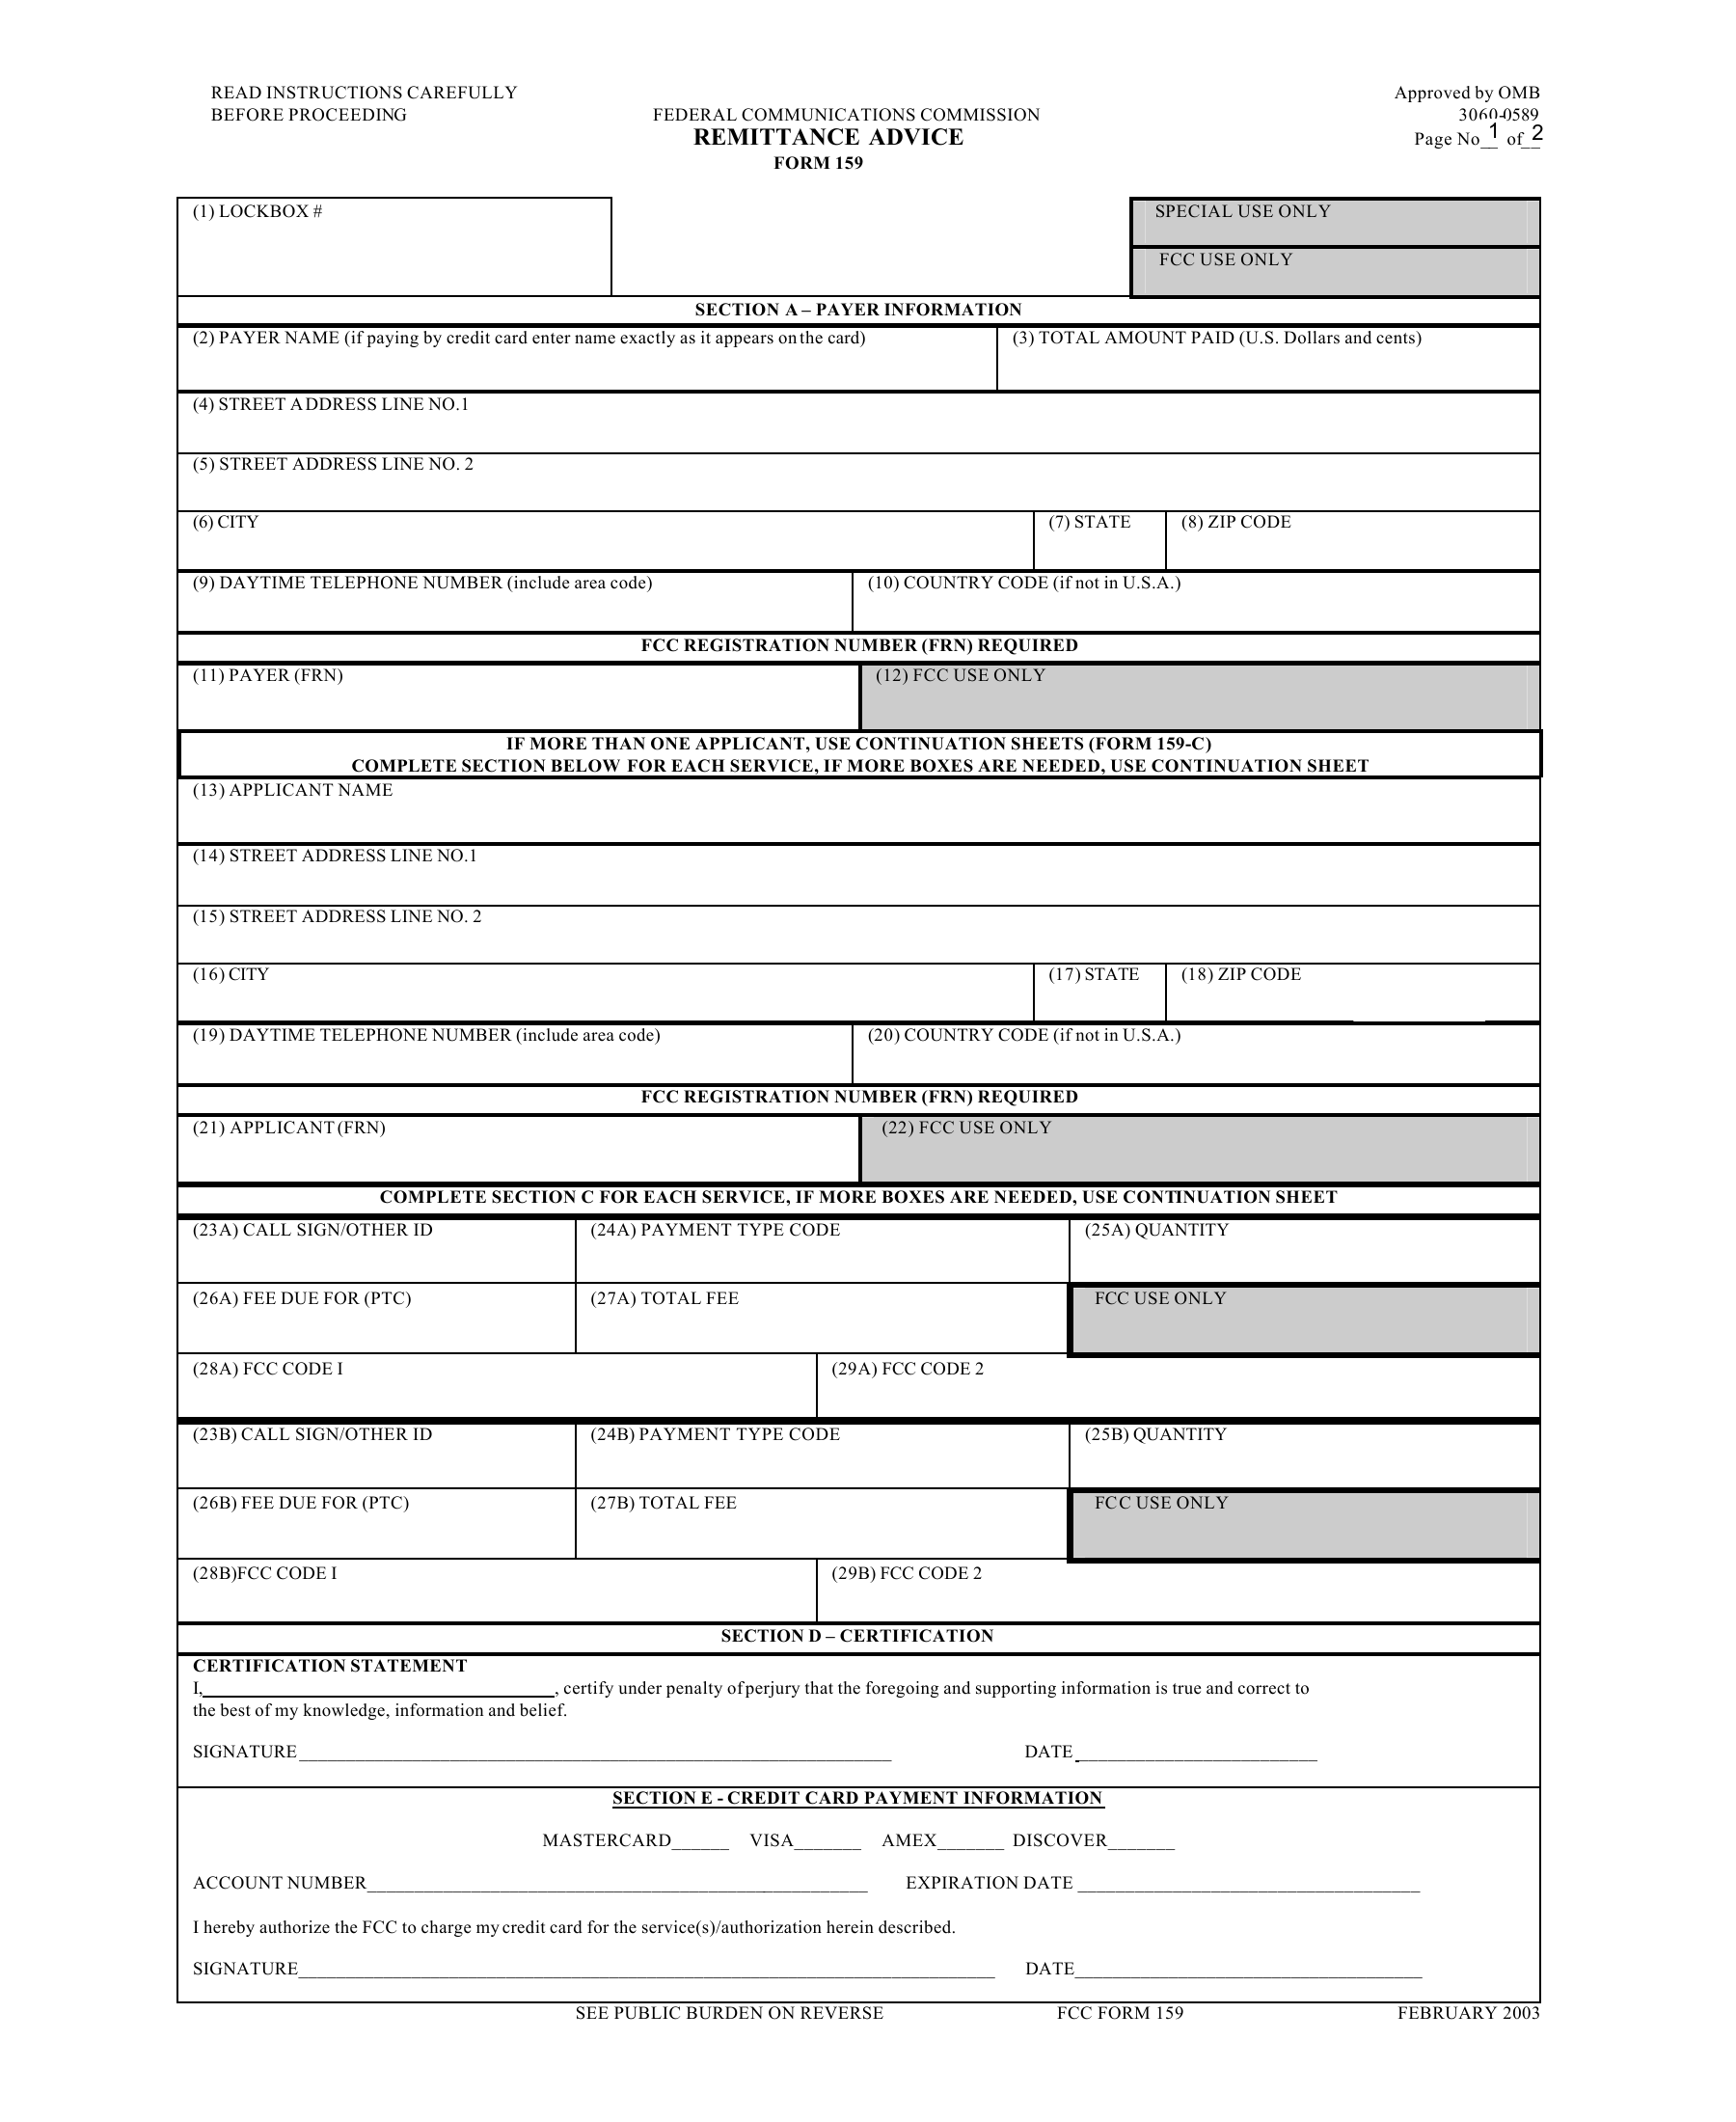 READ INSTRUCTIONS CAREFULLY
BEFORE PROCEEDING
FEDERAL COMMUNICATIONS COMMISSION
REMITTANCE ADVICE
FORM 159
Approved by OMB
3060-0589
Page No 1 of 2
(1) LOCKBOX #
SPECIAL USE ONLY
FCC USE ONLY
SECTION A – PAYER INFORMATION
(2) PAYER NAME (if paying by credit card enter name exactly as it appears on the card)
(3) TOTAL AMOUNT PAID (U.S. Dollars and cents)
(4) STREET ADDRESS LINE NO.1
(5) STREET ADDRESS LINE NO. 2
(6) CITY
(7) STATE
(8) ZIP CODE
(9) DAYTIME TELEPHONE NUMBER (include area code)
(10) COUNTRY CODE (if not in U.S.A.)
FCC REGISTRATION NUMBER (FRN) REQUIRED
(11) PAYER (FRN)
(12) FCC USE ONLY
IF MORE THAN ONE APPLICANT, USE CONTINUATION SHEETS (FORM 159-C)
COMPLETE SECTION BELOW FOR EACH SERVICE, IF MORE BOXES ARE NEEDED, USE CONTINUATION SHEET
(13) APPLICANT NAME
(14) STREET ADDRESS LINE NO.1
(15) STREET ADDRESS LINE NO. 2
(16) CITY
(17) STATE
(18) ZIP CODE
(19) DAYTIME TELEPHONE NUMBER (include area code)
(20) COUNTRY CODE (if not in U.S.A.)
FCC REGISTRATION NUMBER (FRN) REQUIRED
(21) APPLICANT (FRN)
(22) FCC USE ONLY
COMPLETE SECTION C FOR EACH SERVICE, IF MORE BOXES ARE NEEDED, USE CONTINUATION SHEET
(23A) CALL SIGN/OTHER ID
(24A) PAYMENT TYPE CODE
(25A) QUANTITY
(26A) FEE DUE FOR (PTC)
(27A) TOTAL FEE
FCC USE ONLY
(28A) FCC CODE I
(29A) FCC CODE 2
(23B) CALL SIGN/OTHER ID
(24B) PAYMENT TYPE CODE
(25B) QUANTITY
(26B) FEE DUE FOR (PTC)
(27B) TOTAL FEE
FCC USE ONLY
(28B)FCC CODE I
(29B) FCC CODE 2
SECTION D – CERTIFICATION
CERTIFICATION STATEMENT
I,____________________, certify under penalty of perjury that the foregoing and supporting information is true and correct to
the best of my knowledge, information and belief.
SIGNATURE____________________ DATE____________________
SECTION E - CREDIT CARD PAYMENT INFORMATION
MASTERCARD______ VISA_______ AMEX_______ DISCOVER_______
ACCOUNT NUMBER____________________ EXPIRATION DATE ____________________
I hereby authorize the FCC to charge my credit card for the service(s)/authorization herein described.
SIGNATURE____________________ DATE____________________
SEE PUBLIC BURDEN ON REVERSE
FCC FORM 159
FEBRUARY 2003